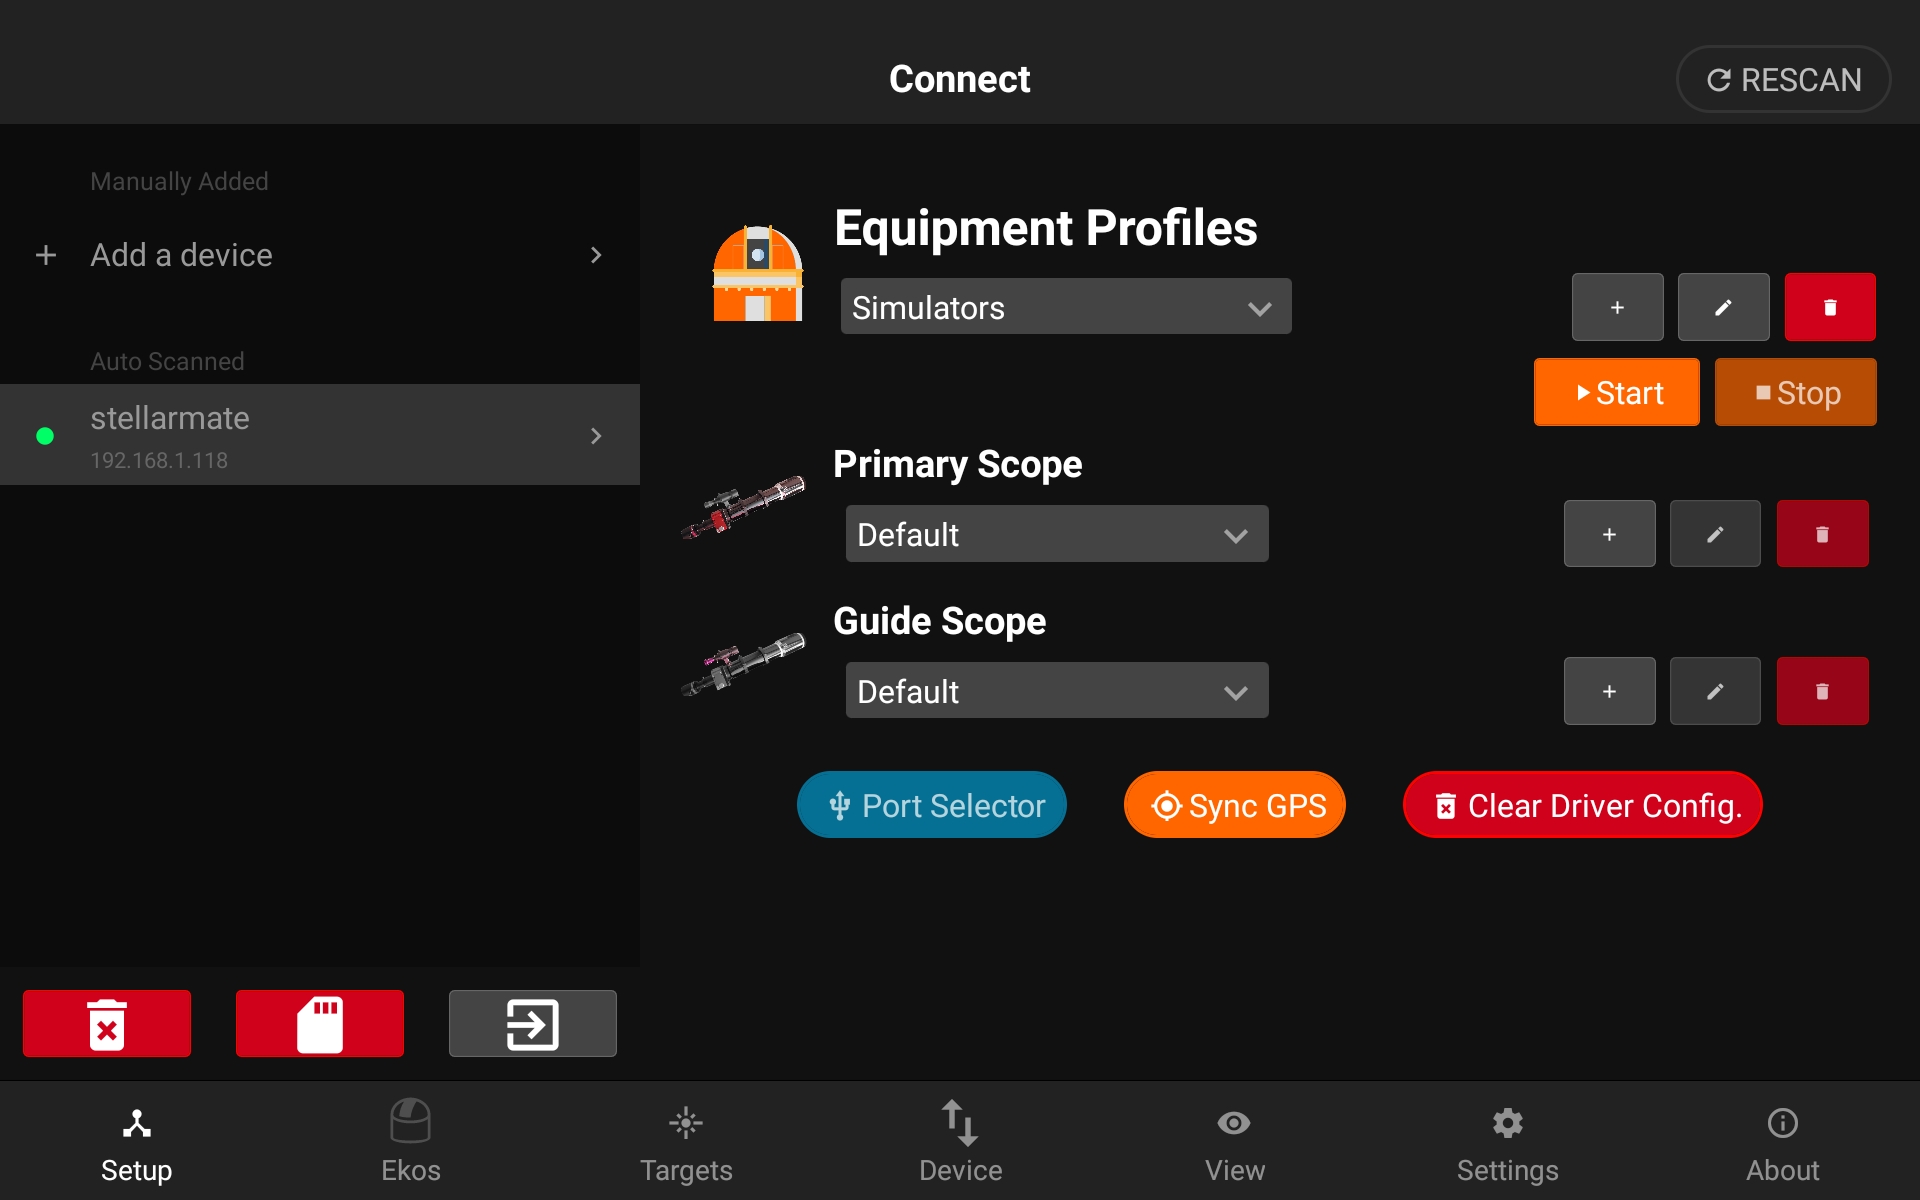 Connect
RESCAN
Manually Added
Add a device
Auto Scanned
stellarmate
192.168.1.118
Equipment Profiles
Simulators
Start
Stop
Primary Scope
Default
Guide Scope
Default
Port Selector
Sync GPS
Clear Driver Config.
Setup
Ekos
Targets
Device
View
Settings
About